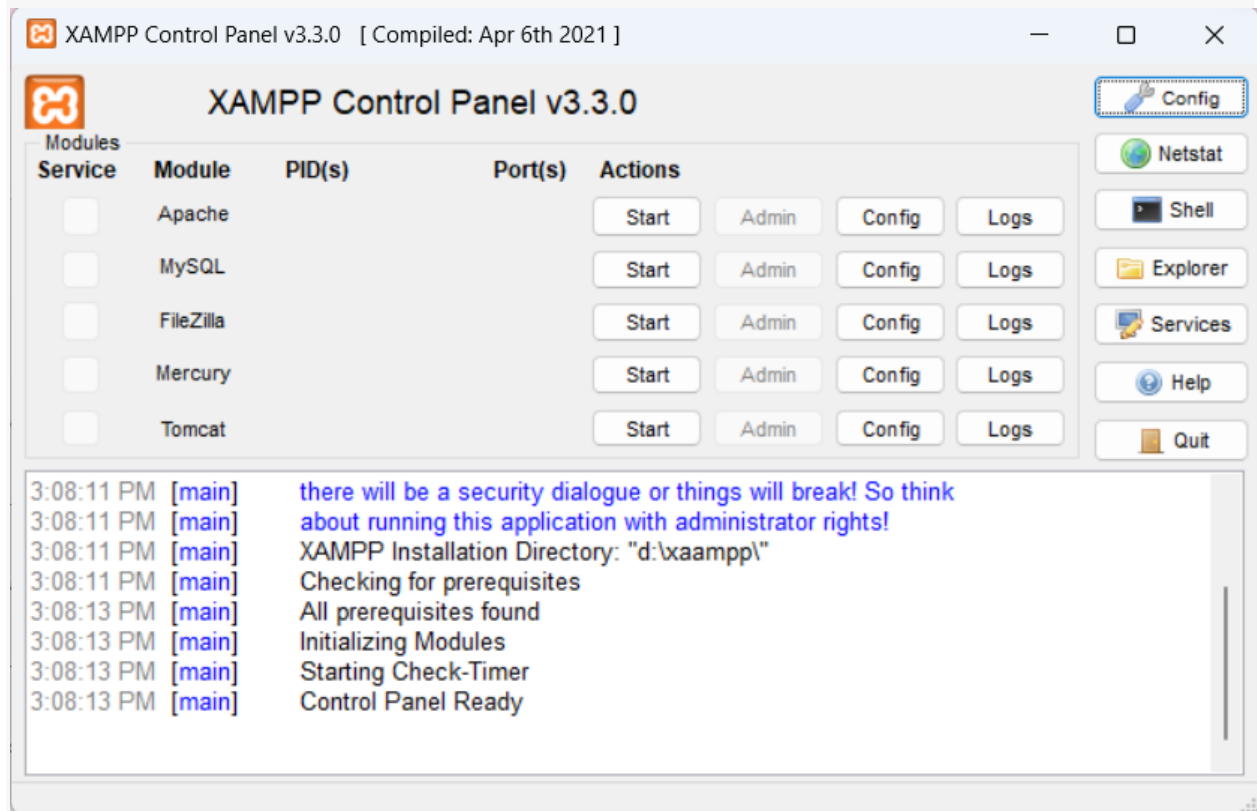 XAMPP Control Panel v3.3.0 [ Compiled: Apr 6th 2021 ]
XAMPP Control Panel v3.3.0
Config
Modules
Service Module PID(s) Port(s) Actions
Netstat
Apache Start Admin Config Logs
Shell
MySQL Start Admin Config Logs
Explorer
FileZilla Start Admin Config Logs
Services
Mercury Start Admin Config Logs
Help
Tomcat Start Admin Config Logs
Quit
3:08:11 PM [main] there will be a security dialogue or things will break! So think
3:08:11 PM [main] about running this application with administrator rights!
3:08:11 PM [main] XAMPP Installation Directory: "d:\xaampp\"
3:08:11 PM [main] Checking for prerequisites
3:08:13 PM [main] All prerequisites found
3:08:13 PM [main] Initializing Modules
3:08:13 PM [main] Starting Check-Timer
3:08:13 PM [main] Control Panel Ready